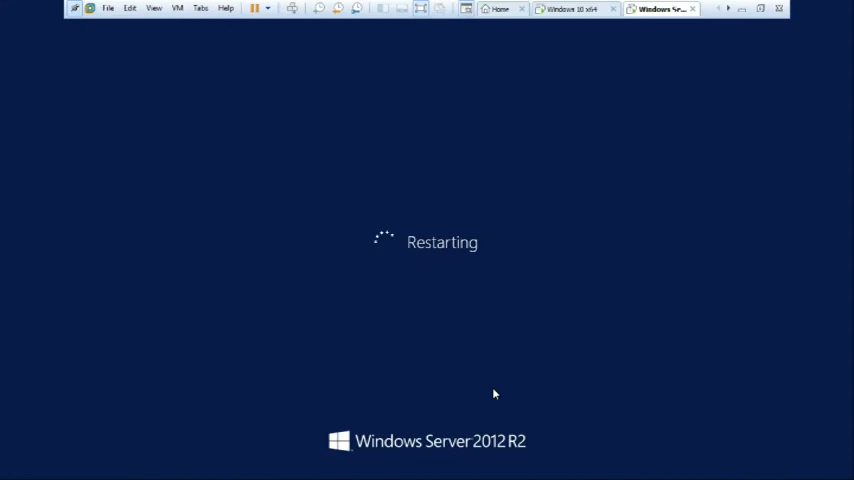 File Edit View VM Tabs Help Home Windows 10 x64 Windows Se...
Restarting
Windows Server 2012 R2